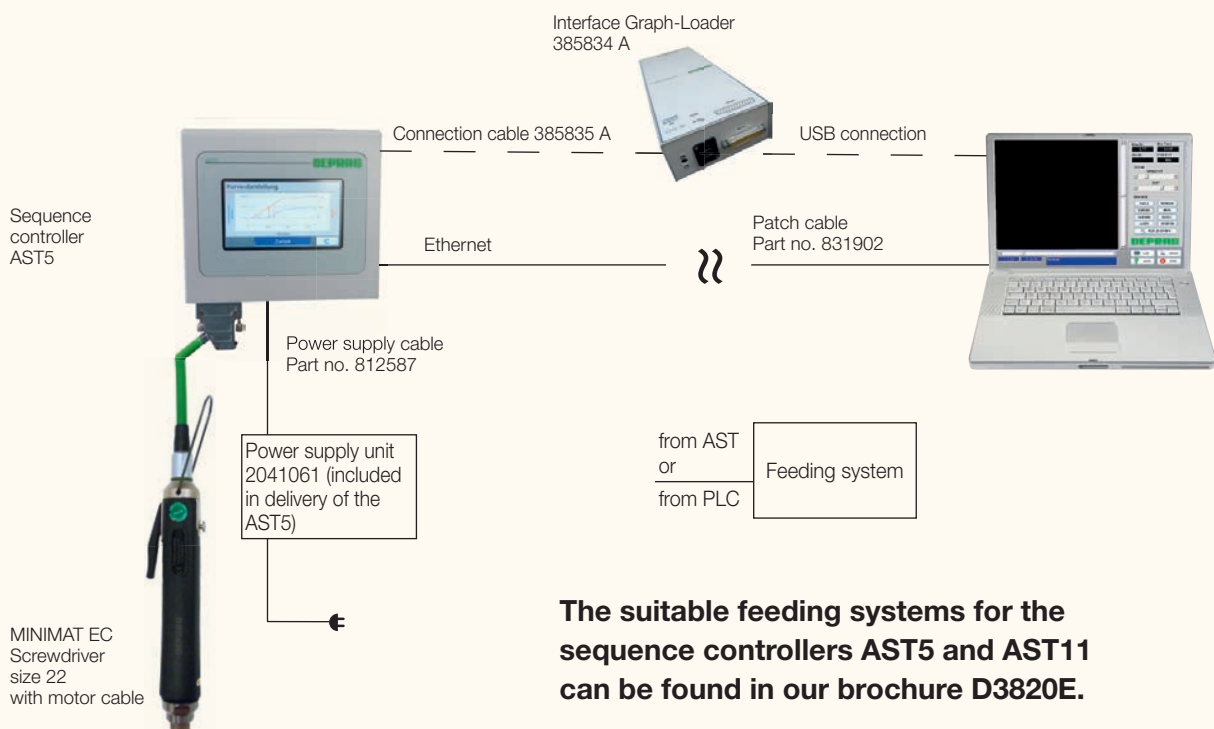 Interface Graph-Loader
385834 A
Connection cable 385835 A
USB connection
DEPRAG
Kurvendarstellung
Zurück
C
Sequence
controller
AST5
Ethernet
Patch cable
Part no. 831902
DEPRAG
Power supply cable
Part no. 812587
Power supply unit
2041061 (included
in delivery of the
AST5)
from AST
or
from PLC
Feeding system
MINIMAT EC
Screwdriver
size 22
with motor cable
The suitable feeding systems for the
sequence controllers AST5 and AST11
can be found in our brochure D3820E.